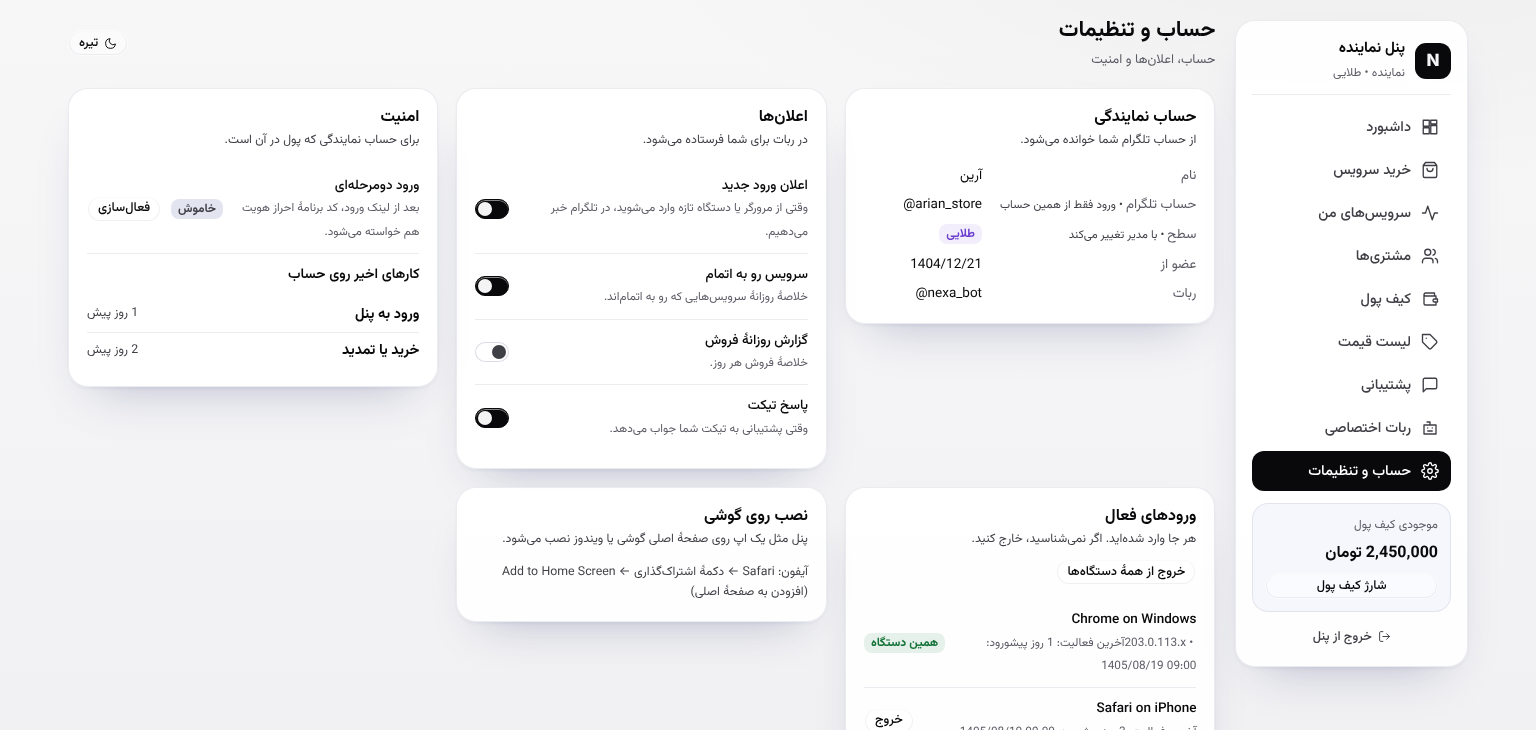 N
پنل نماینده
نماینده • طلایی
داشبورد
خرید سرویس
سرویس‌های من
مشتری‌ها
کیف پول
لیست قیمت
پشتیبانی
ربات اختصاصی
حساب و تنظیمات
موجودی کیف پول
2,450,000 تومان
شارژ کیف پول
خروج از پنل
حساب و تنظیمات
حساب، اعلان‌ها و امنیت
تیره
حساب نمایندگی
از حساب تلگرام شما خوانده می‌شود.
نام
آرین
حساب تلگرام • ورود فقط از همین حساب
@arian_store
سطح • با مدیر تغییر می‌کند
طلایی
عضو از
1404/12/21
ربات
@nexa_bot
اعلان‌ها
در ربات برای شما فرستاده می‌شود.
اعلان ورود جدید
وقتی از مرورگر یا دستگاه تازه وارد می‌شوید، در تلگرام خبر
می‌دهیم.
سرویس رو به اتمام
خلاصهٔ روزانهٔ سرویس‌هایی که رو به اتمام‌اند.
گزارش روزانهٔ فروش
خلاصهٔ فروش هر روز.
پاسخ تیکت
وقتی پشتیبانی به تیکت شما جواب می‌دهد.
امنیت
برای حساب نمایندگی که پول در آن است.
ورود دومرحله‌ای
بعد از لینک ورود، کد برنامهٔ احراز هویت
هم خواسته می‌شود.
خاموش
فعال‌سازی
کارهای اخیر روی حساب
ورود به پنل
1 روز پیش
خرید یا تمدید
2 روز پیش
ورودهای فعال
هر جا وارد شده‌اید. اگر نمی‌شناسید، خارج کنید.
خروج از همهٔ دستگاه‌ها
Chrome on Windows
• 203.0.113.xآخرین فعالیت: 1 روز پیشورود:
1405/08/19 09:00
همین دستگاه
Safari on iPhone
خروج
نصب روی گوشی
پنل مثل یک اپ روی صفحهٔ اصلی گوشی یا ویندوز نصب می‌شود.
آیفون: Safari ← دکمهٔ اشتراک‌گذاری ← Add to Home Screen
(افزودن به صفحهٔ اصلی)